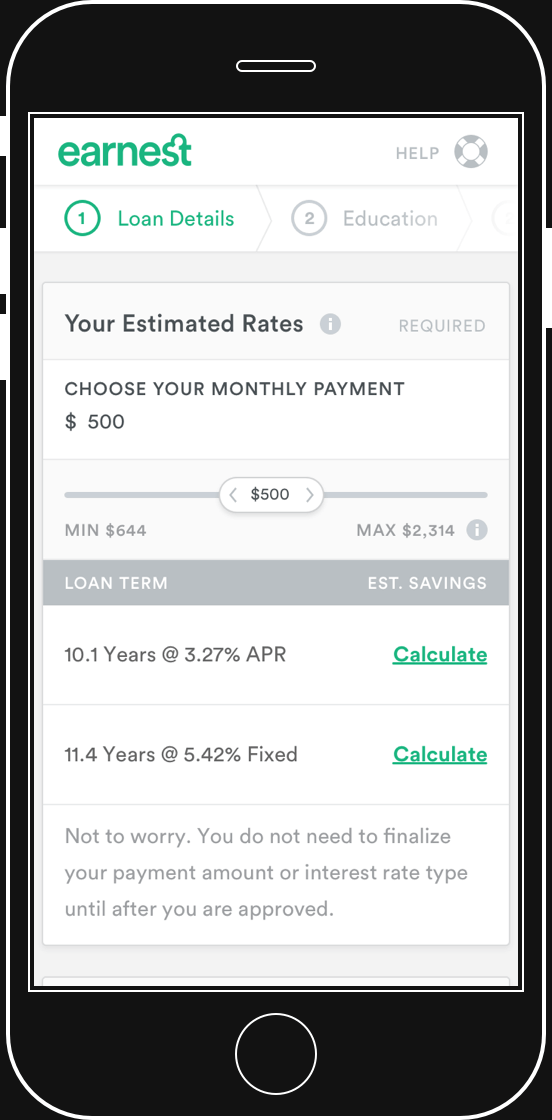 earnest
HELP
1 Loan Details 2 Education
Your Estimated Rates i REQUIRED
CHOOSE YOUR MONTHLY PAYMENT
$ 500
$500
MIN $644 MAX $2,314 i
LOAN TERM EST. SAVINGS
10.1 Years @ 3.27% APR Calculate
11.4 Years @ 5.42% Fixed Calculate
Not to worry. You do not need to finalize
your payment amount or interest rate type
until after you are approved.